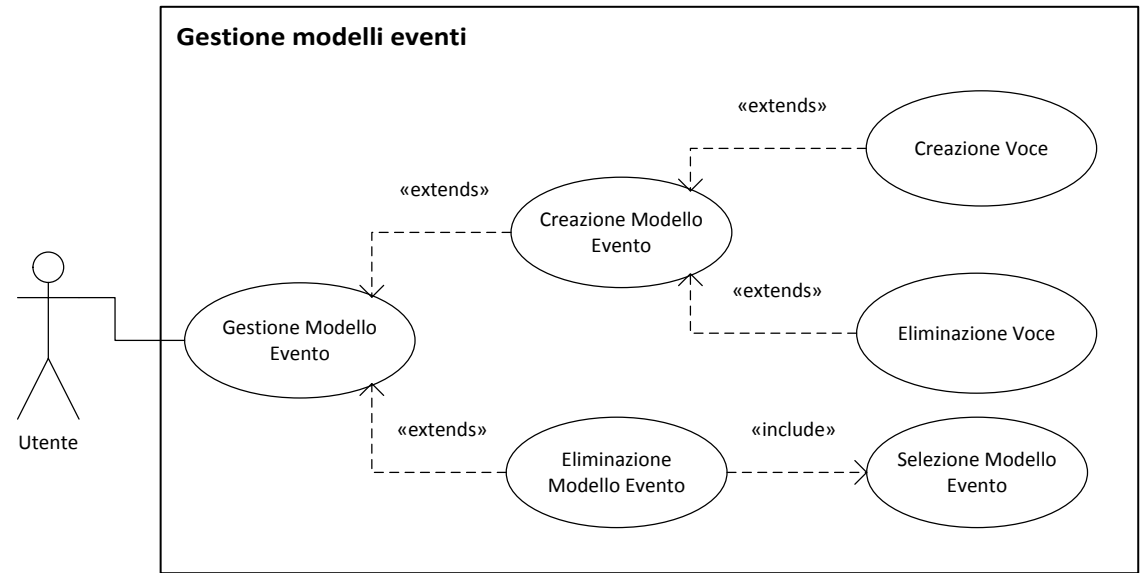 Gestione modelli eventi
«extends»
Creazione Voce
«extends»
Creazione Modello
Evento
«extends»
Eliminazione Voce
Gestione Modello
Evento
Utente
«extends»
Eliminazione
Modello Evento
«include»
Selezione Modello
Evento